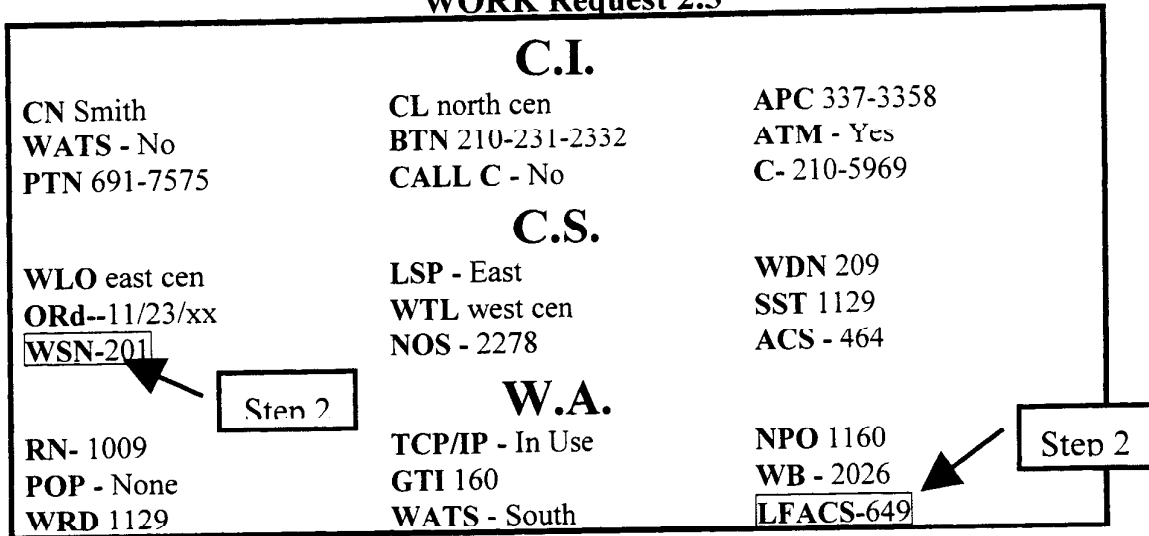 WORK Request 2.3
C.I.
CN Smith CL north cen APC 337-3358
WATS - No BTN 210-231-2332 ATM - Yes
PTN 691-7575 CALL C - No C- 210-5969
C.S.
WLO east cen LSP - East WDN 209
ORd--11/23/xx WTL west cen SST 1129
WSN-201 NOS - 2278 ACS - 464
Step 2 W.A.
RN- 1009 TCP/IP - In Use NPO 1160 Step 2
POP - None GTI 160 WB - 2026
WRD 1129 WATS - South LFACS-649